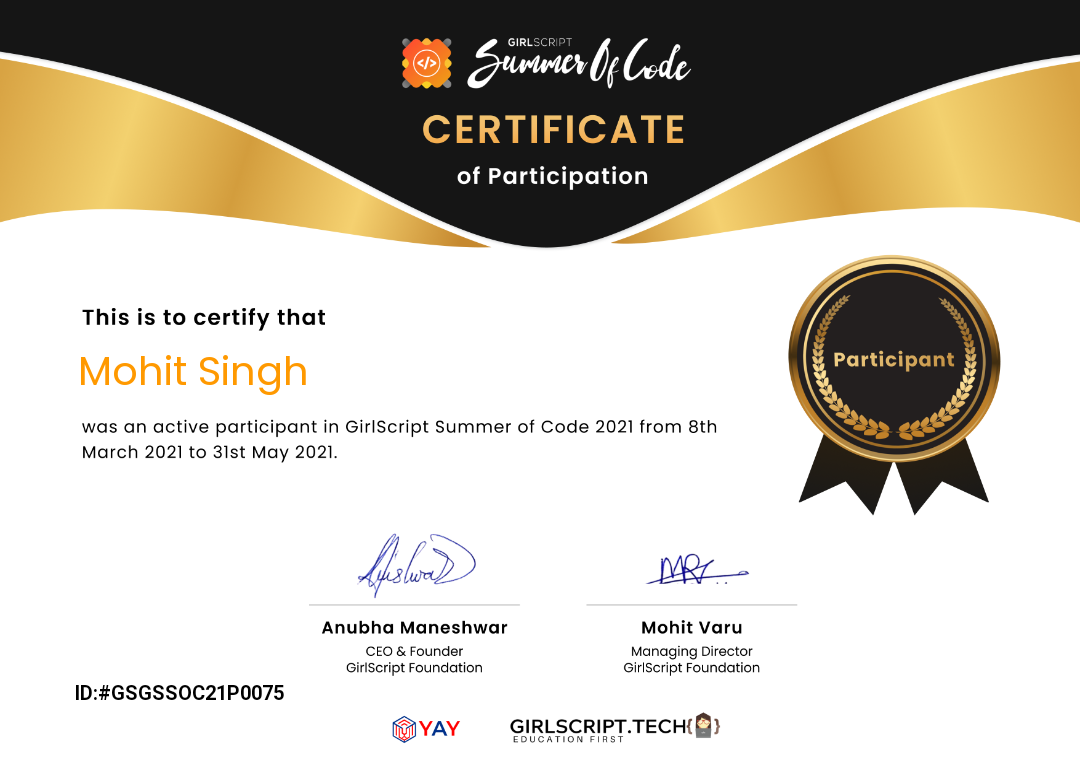 GIRLSCRIPT
Summer Of Code
CERTIFICATE
of Participation
This is to certify that
Mohit Singh
was an active participant in GirlScript Summer of Code 2021 from 8th
March 2021 to 31st May 2021.
Participant
Anubha Maneshwar
CEO & Founder
GirlScript Foundation
Mohit Varu
Managing Director
GirlScript Foundation
ID:#GSGSSOC21P0075
YAY
GIRLSCRIPT.TECH{ }
EDUCATION FIRST